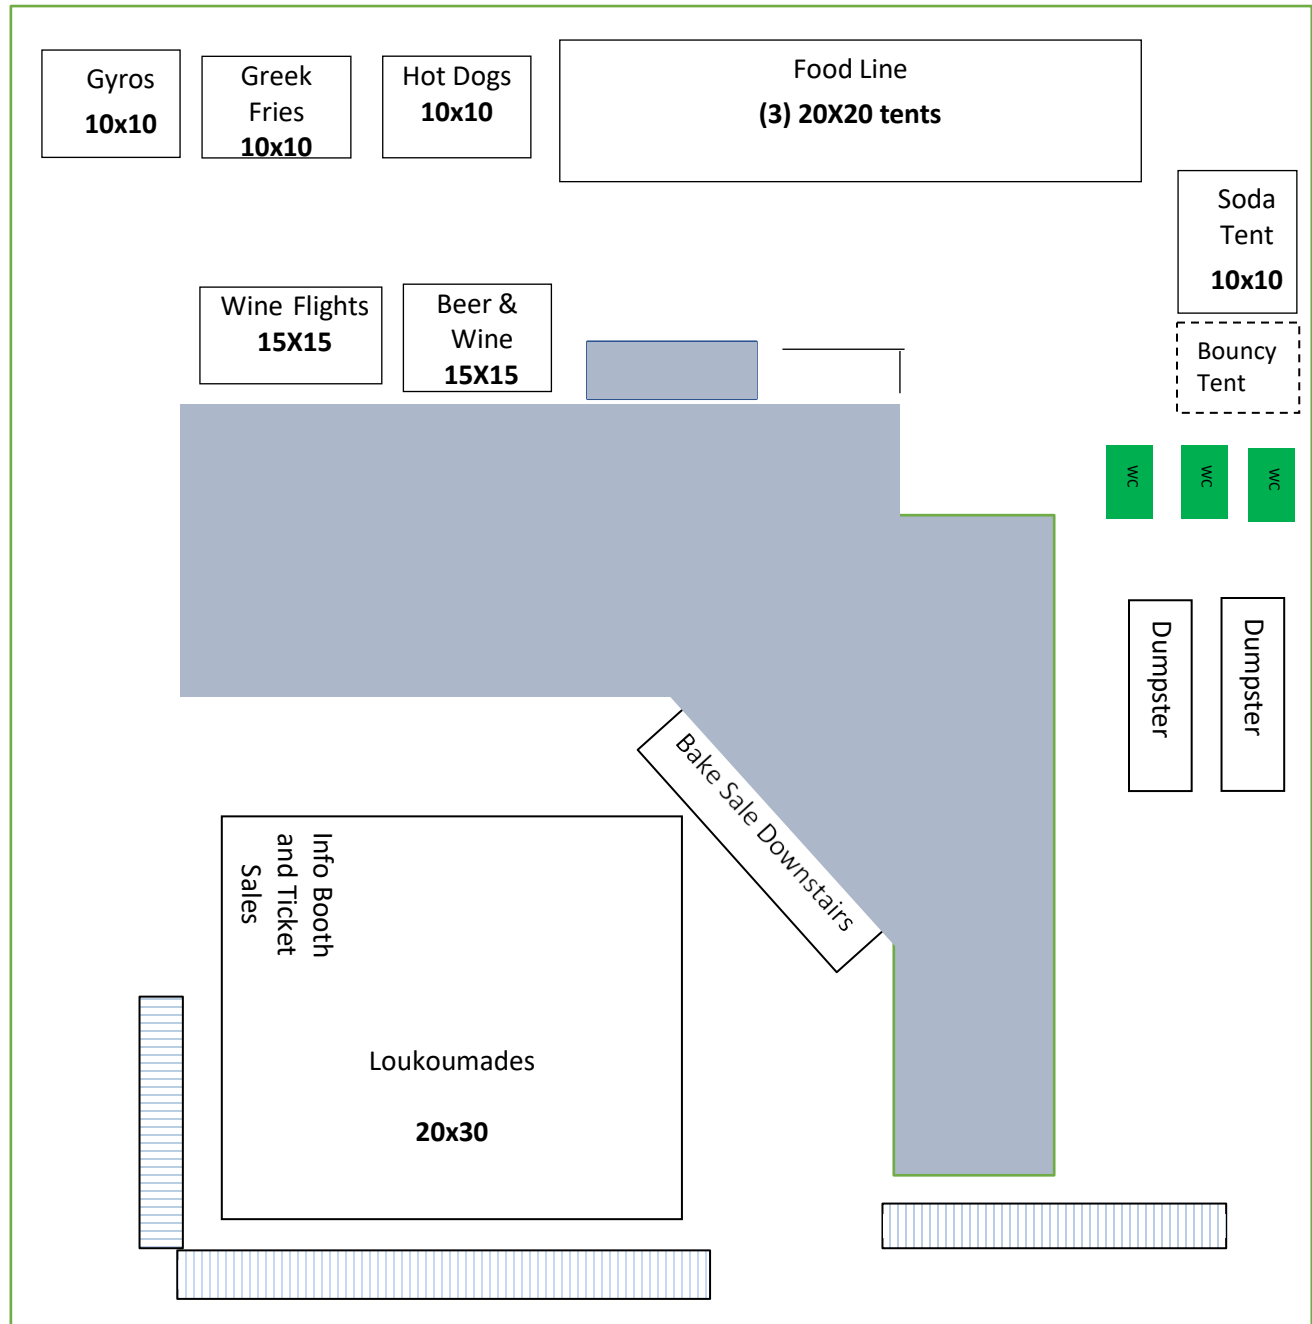 Gyros
10x10
Greek
Fries
10x10
Hot Dogs
10x10
Food Line
(3) 20X20 tents
Soda
Tent
10x10
Wine Flights
15X15
Beer &
Wine
15X15
Bouncy
Tent
WC
WC
WC
Dumpster
Dumpster
Bake Sale Downstairs
Info Booth
and Ticket
Sales
Loukoumades
20x30